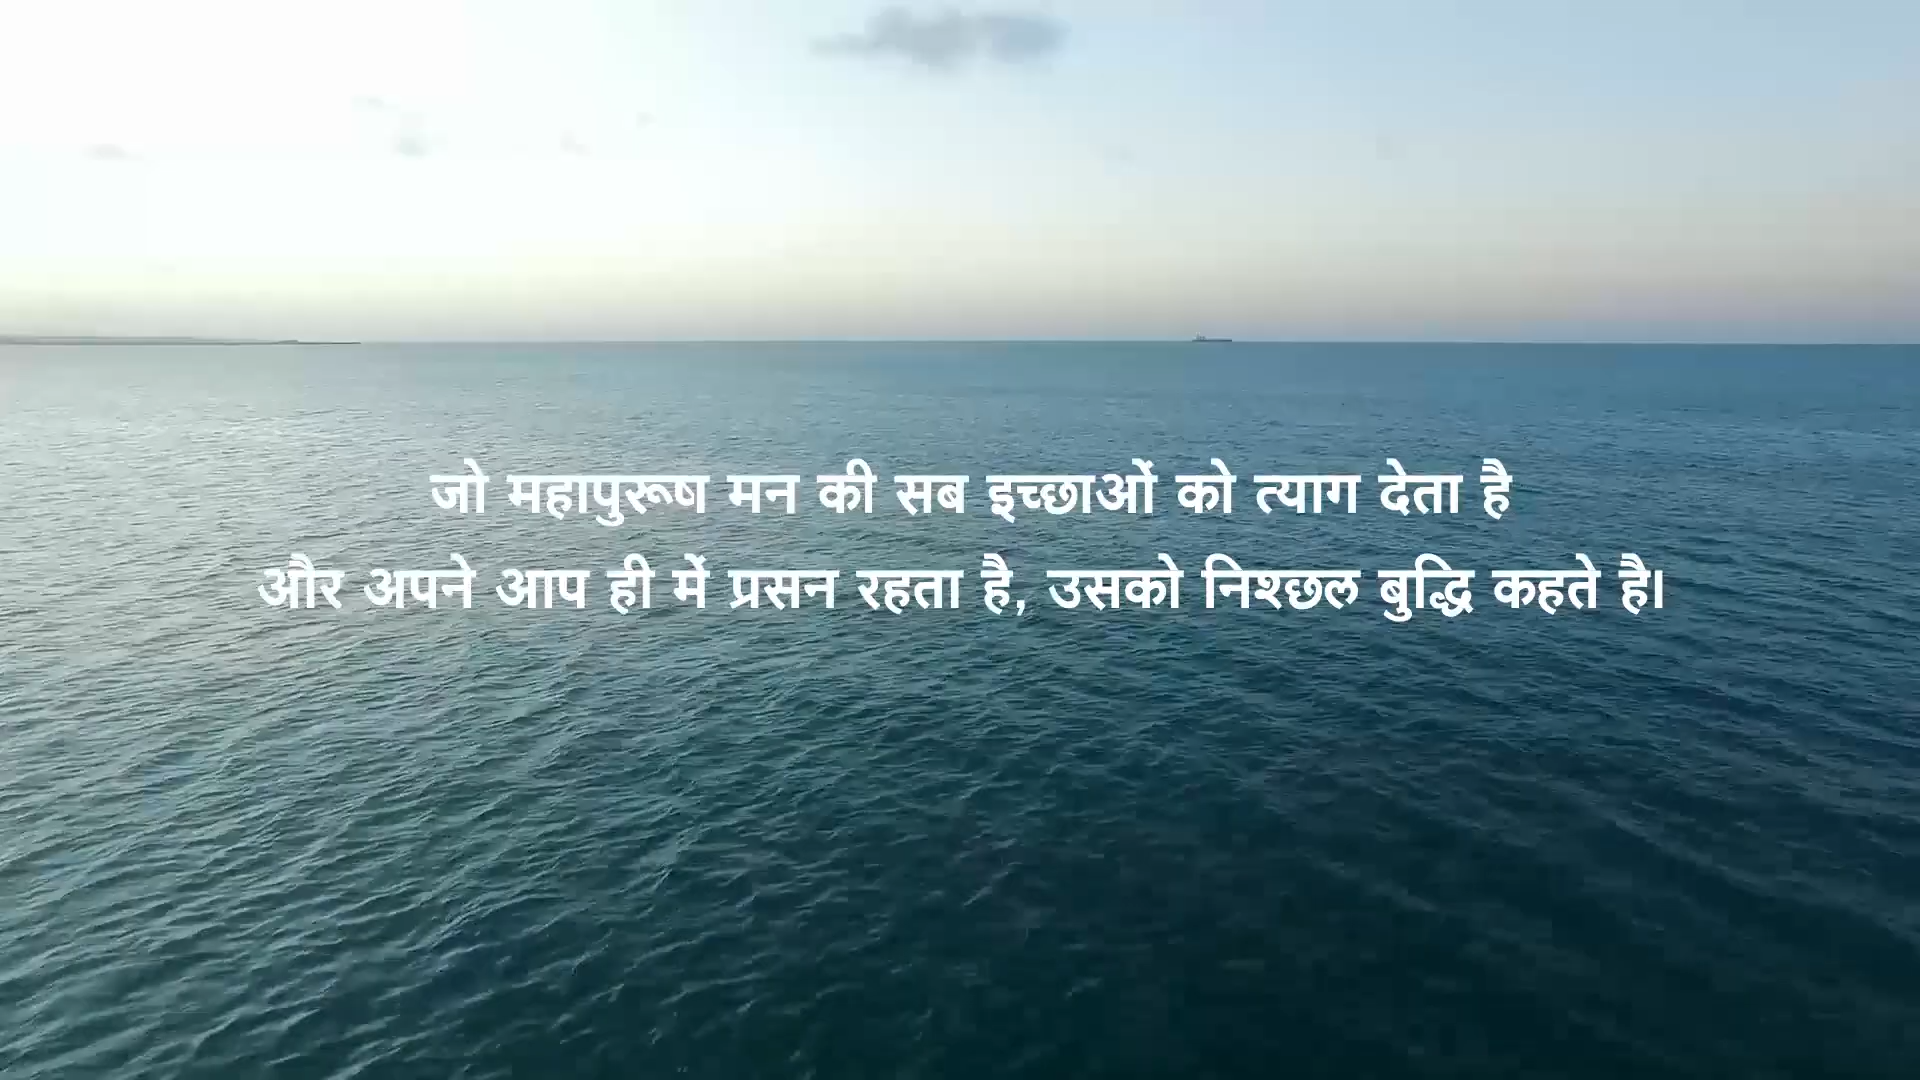 जो महापुरूष मन की सब इच्छाओं को त्याग देता है
और अपने आप ही में प्रसन रहता है, उसको निश्छल बुद्धि कहते है।